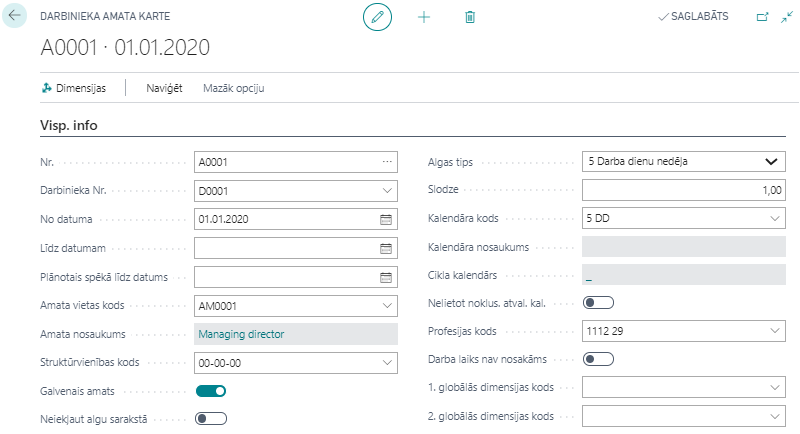 DARBINIEKA AMATA KARTE
SAGLABĀTS
A0001 · 01.01.2020
Dimensijas
Naviģēt
Mazāk opciju
Visp. info
Nr.
A0001
Darbinieka Nr.
D0001
No datuma
01.01.2020
Līdz datumam
Plānotais spēkā līdz datums
Amata vietas kods
AM0001
Amata nosaukums
Managing director
Struktūrvienības kods
00-00-00
Galvenais amats
Neiekļaut algu sarakstā
Algas tips
5 Darba dienu nedēļa
Slodze
1,00
Kalendāra kods
5 DD
Kalendāra nosaukums
Cikla kalendārs
_
Nelietot noklus. atval. kal.
Profesijas kods
1112 29
Darba laiks nav nosakāms
1. globālās dimensijas kods
2. globālās dimensijas kods